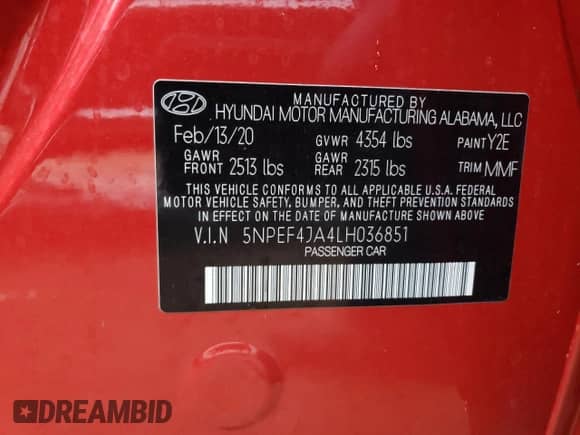 MANUFACTURED BY
HYUNDAI MOTOR MANUFACTURING ALABAMA, LLC
Feb/13/20 GVWR 4354 lbs PAINT Y2E
GAWR FRONT 2513 lbs GAWR REAR 2315 lbs TRIM MMF
THIS VEHICLE CONFORMS TO ALL APPLICABLE U.S.A. FEDERAL
MOTOR VEHICLE SAFETY, BUMPER, AND THEFT PREVENTION STANDARDS
IN EFFECT ON THE DATE OF MANUFACTURE SHOWN ABOVE
V.I.N 5NPEF4JA4LH036851
PASSENGER CAR
DREAMBID